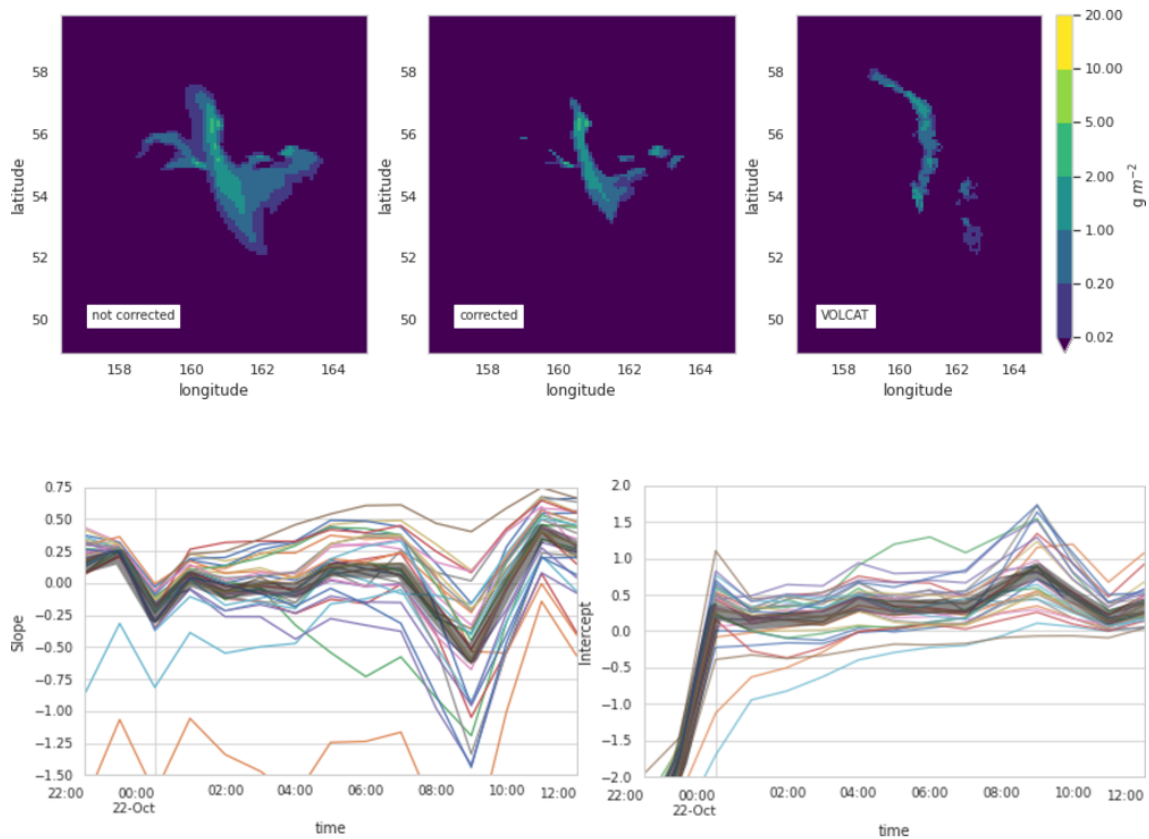 58
56
54
52
50
latitude
158 160 162 164
longitude
not corrected
58
56
54
52
50
latitude
158 160 162 164
longitude
corrected
58
56
54
52
50
latitude
158 160 162 164
longitude
VOLCAT
20.00
10.00
5.00
2.00
1.00
0.20
0.02
g m⁻²
0.75
0.50
0.25
0.00
−0.25
−0.50
−0.75
−1.00
−1.25
−1.50
Slope
22:00 00:00 02:00 04:00 06:00 08:00 10:00 12:00
22-Oct
time
2.0
1.5
1.0
0.5
0.0
−0.5
−1.0
−1.5
−2.0
Intercept
22:00 00:00 02:00 04:00 06:00 08:00 10:00 12:00
22-Oct
time